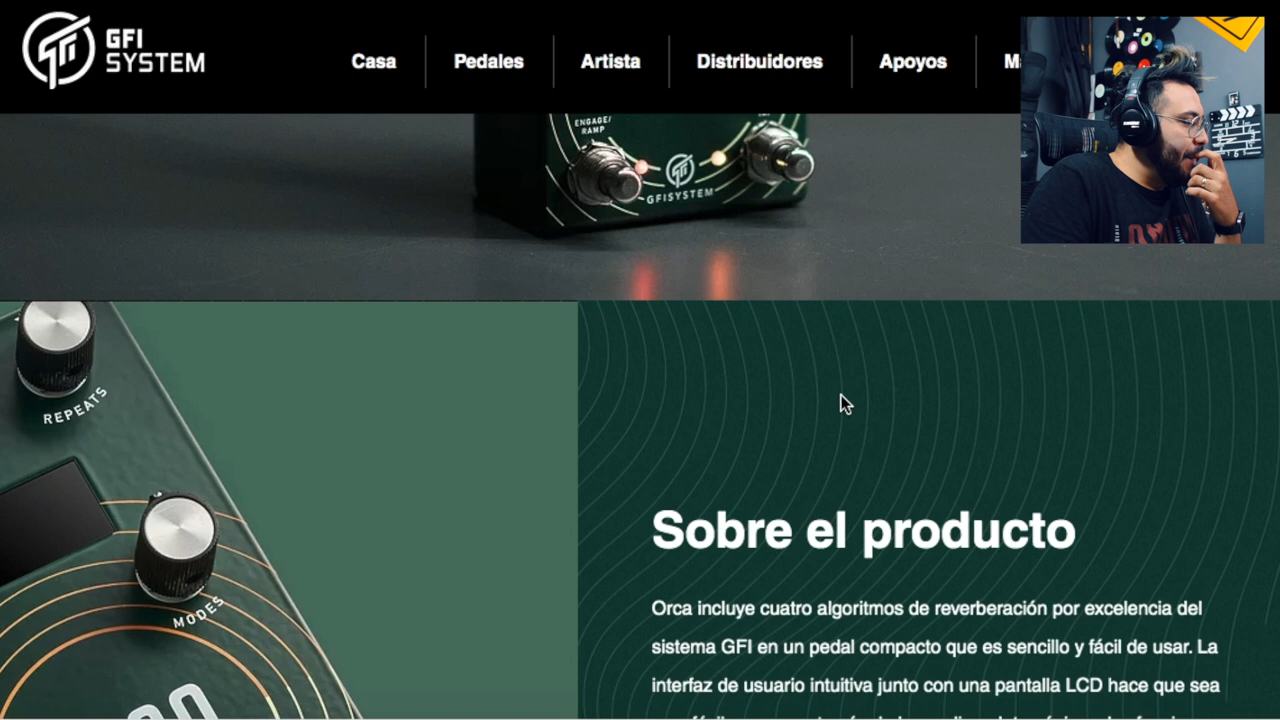 GFI
SYSTEM
Casa
Pedales
Artista
Distribuidores
Apoyos
ENGAGE/
RAMP
GFISYSTEM
REPEATS
MODES
Sobre el producto
Orca incluye cuatro algoritmos de reverberación por excelencia del
sistema GFI en un pedal compacto que es sencillo y fácil de usar. La
interfaz de usuario intuitiva junto con una pantalla LCD hace que sea